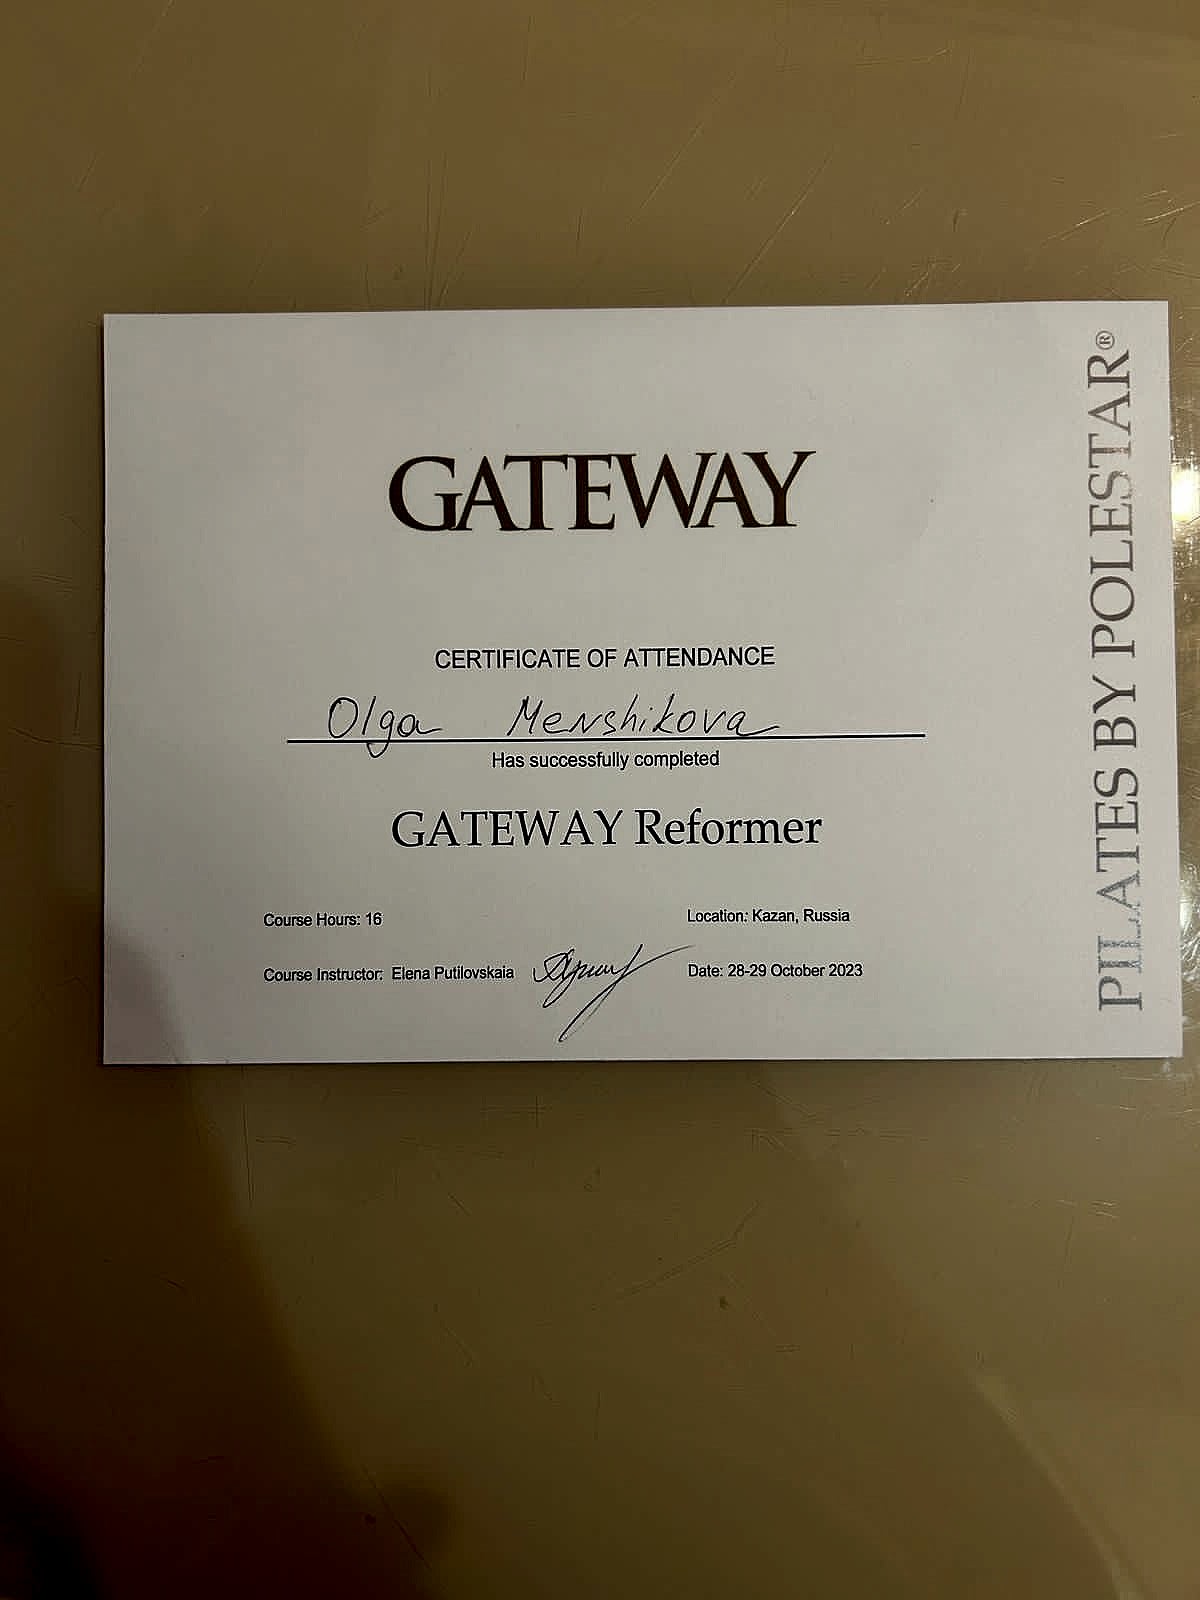 GATEWAY
CERTIFICATE OF ATTENDANCE
Olga Menshikova
Has successfully completed
GATEWAY Reformer
Course Hours: 16
Location: Kazan, Russia
Course Instructor: Elena Putilovskaia
Date: 28-29 October 2023
PILATES BY POLESTAR®